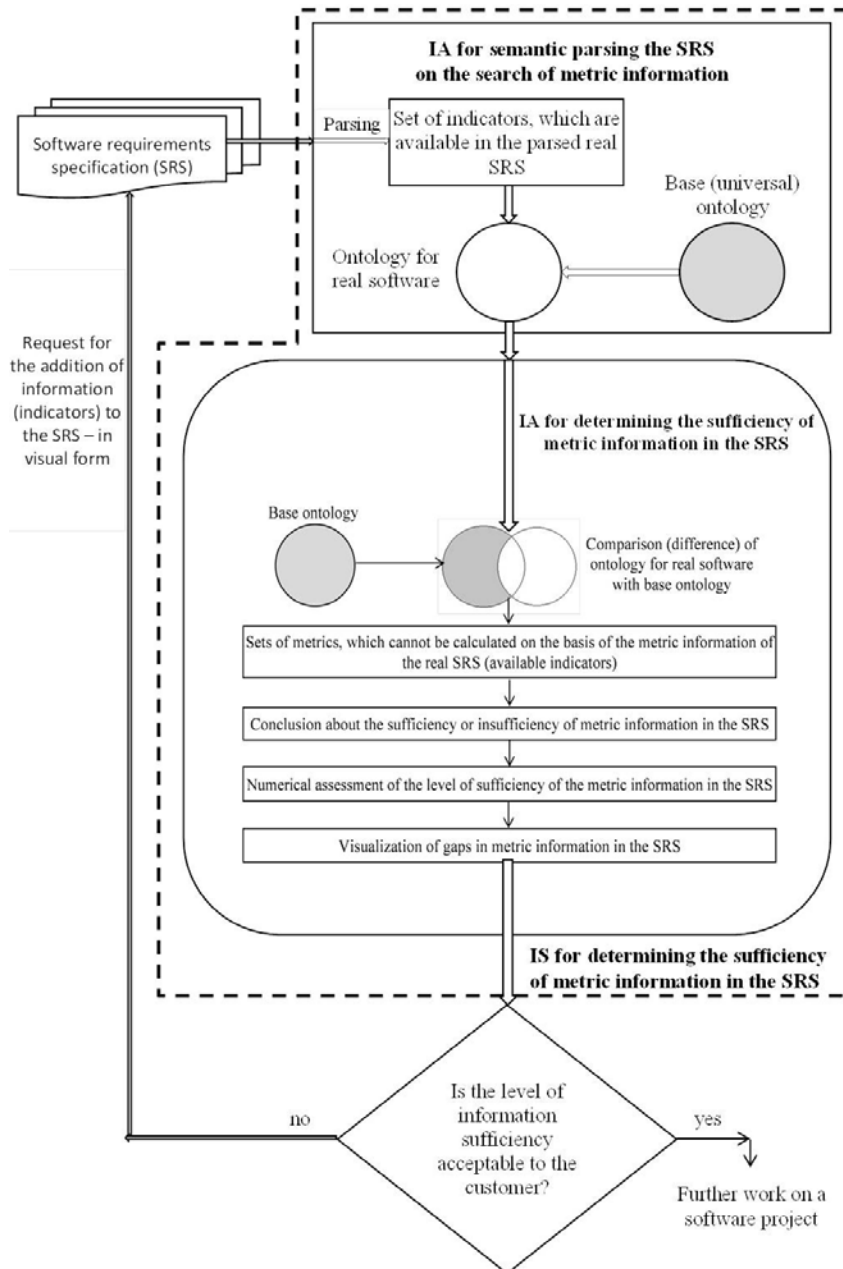 IA for semantic parsing the SRS
on the search of metric information
Software requirements
specification (SRS)
Parsing
Set of indicators, which are
available in the parsed real
SRS
Base (universal)
ontology
Ontology for
real software
Request for
the addition of
information
(indicators) to
the SRS – in
visual form
IA for determining the sufficiency of
metric information in the SRS
Base ontology
Comparison (difference) of
ontology for real software
with base ontology
Sets of metrics, which cannot be calculated on the basis of the metric information of
the real SRS (available indicators)
Conclusion about the sufficiency or insufficiency of metric information in the SRS
Numerical assessment of the level of sufficiency of the metric information in the SRS
Visualization of gaps in metric information in the SRS
IS for determining the sufficiency
of metric information in the SRS
Is the level of
information
sufficiency
acceptable to the
customer?
no
yes
Further work on a
software project